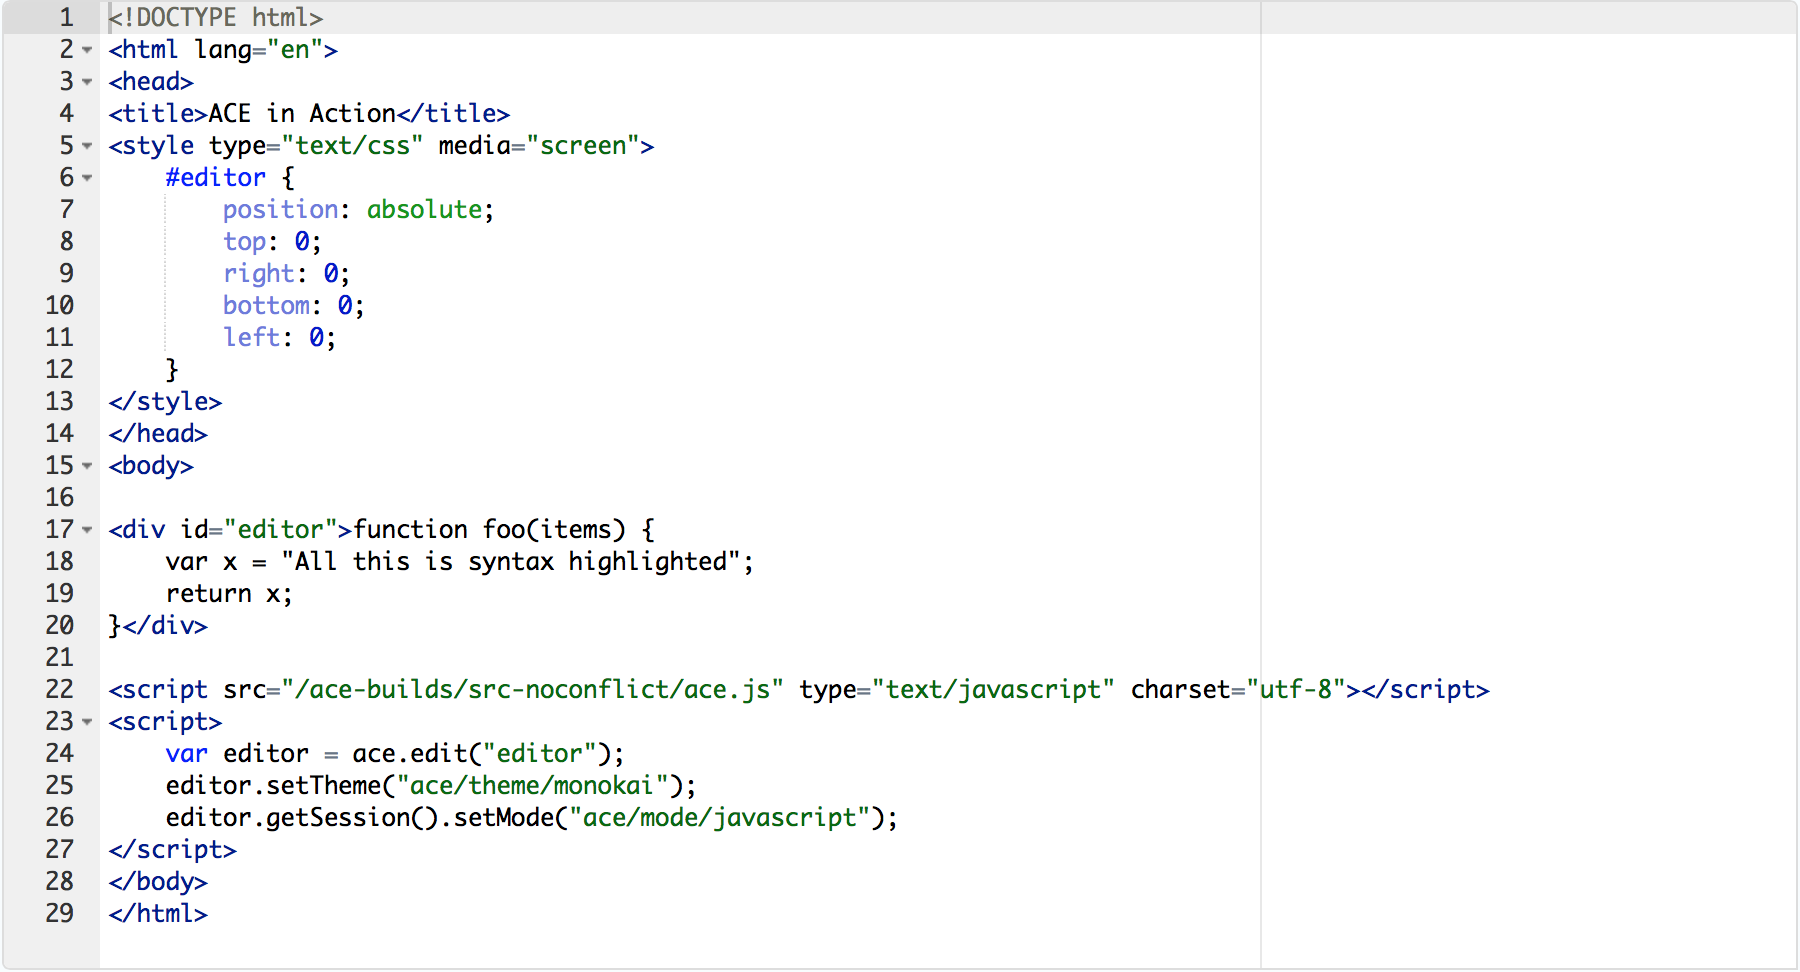 1 <!DOCTYPE html>
2 <html lang="en">
3 <head>
4 <title>ACE in Action</title>
5 <style type="text/css" media="screen">
6     #editor {
7         position: absolute;
8         top: 0;
9         right: 0;
10         bottom: 0;
11         left: 0;
12     }
13 </style>
14 </head>
15 <body>
16
17 <div id="editor">function foo(items) {
18     var x = "All this is syntax highlighted";
19     return x;
20 }</div>
21
22 <script src="/ace-builds/src-noconflict/ace.js" type="text/javascript" charset="utf-8"></script>
23 <script>
24     var editor = ace.edit("editor");
25     editor.setTheme("ace/theme/monokai");
26     editor.getSession().setMode("ace/mode/javascript");
27 </script>
28 </body>
29 </html>